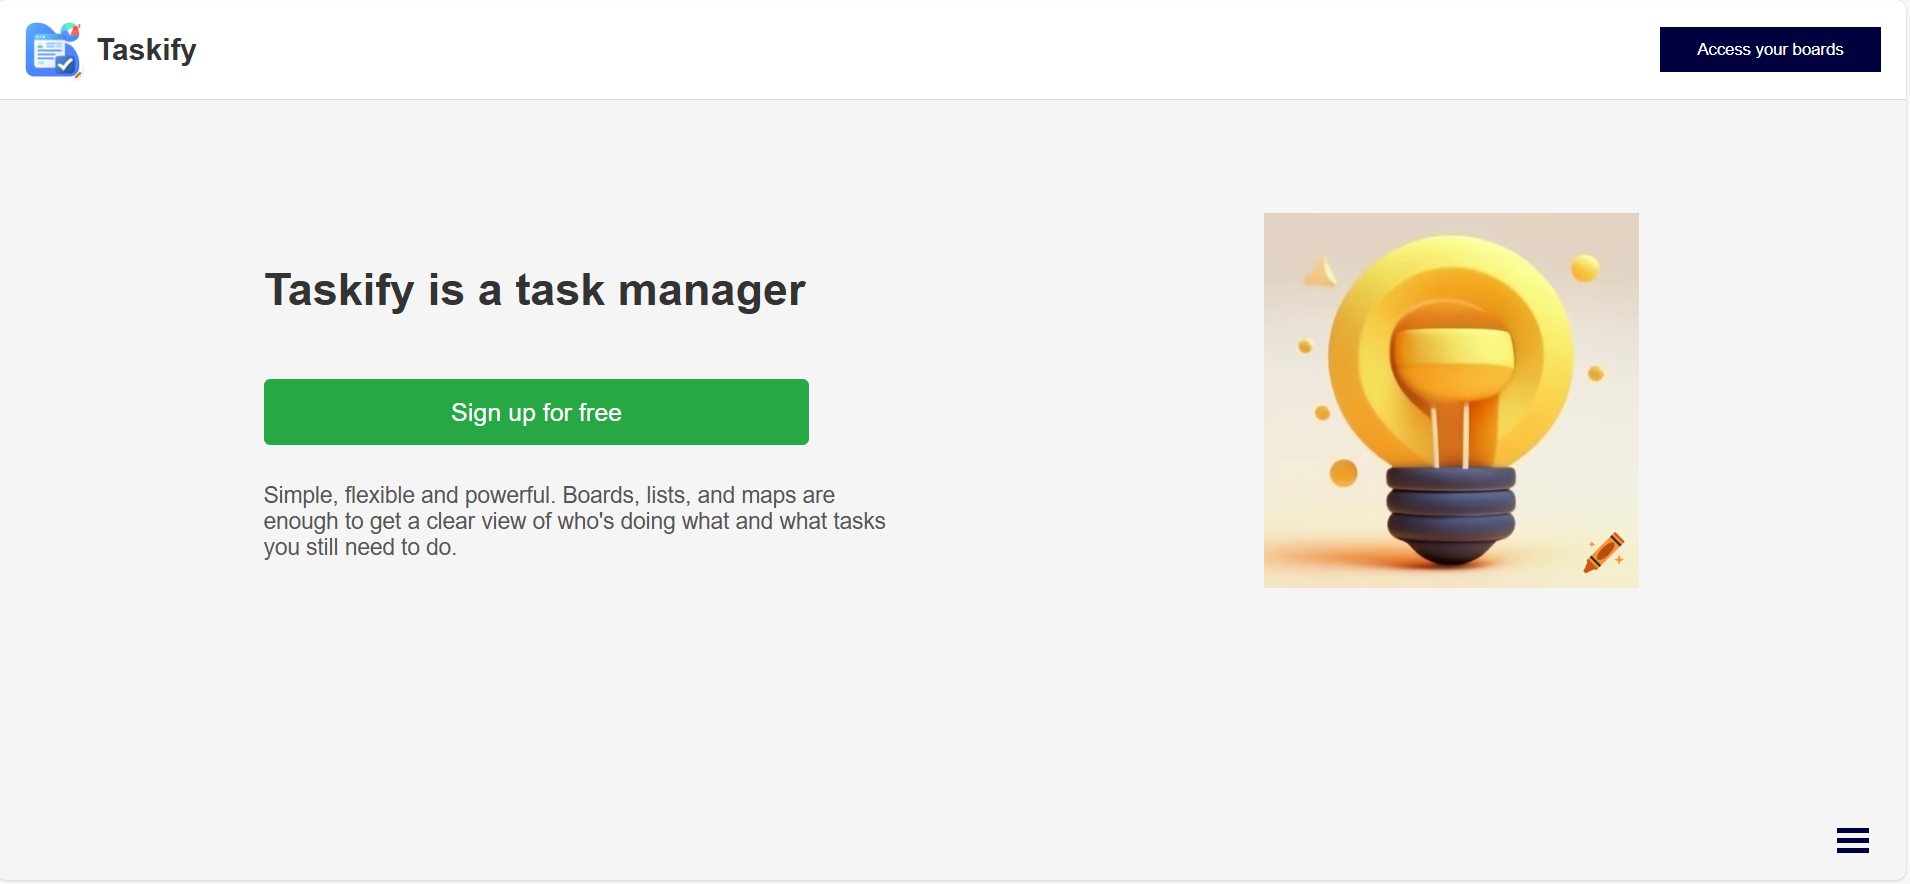 Taskify
Access your boards
Taskify is a task manager
Sign up for free
Simple, flexible and powerful. Boards, lists, and maps are
enough to get a clear view of who's doing what and what tasks
you still need to do.